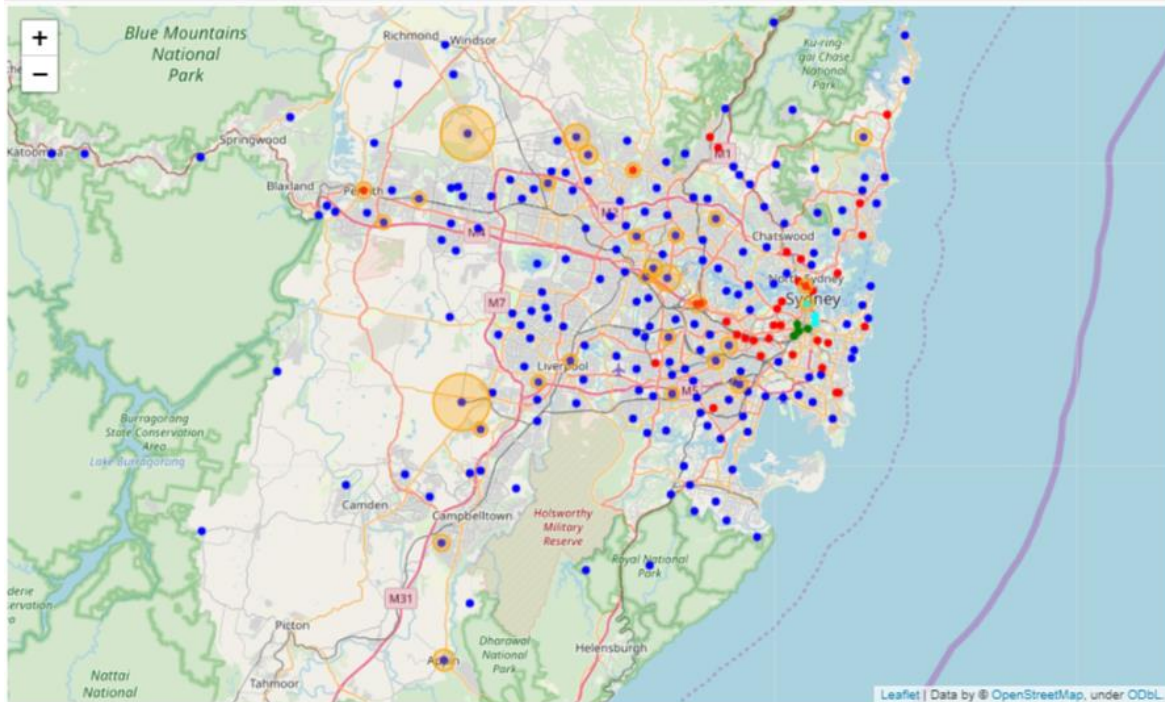 +
−
Blue Mountains
National
Park
Richmond
Windsor
Ku-ring
gai Chase
National
Park
Springwood
Blaxland
M1
Chatswood
M4
North Sydney
Sydney
M7
Liverpool
M5
Burragorang
State Conservation
Area
Lake Burragorang
Camden
Campbelltown
Holsworthy
Military
Reserve
Royal National
Park
M31
Picton
Dharawal
National
Park
Helensburgh
Nattai
National
Tahmoor
Leaflet | Data by © OpenStreetMap, under ODbL.